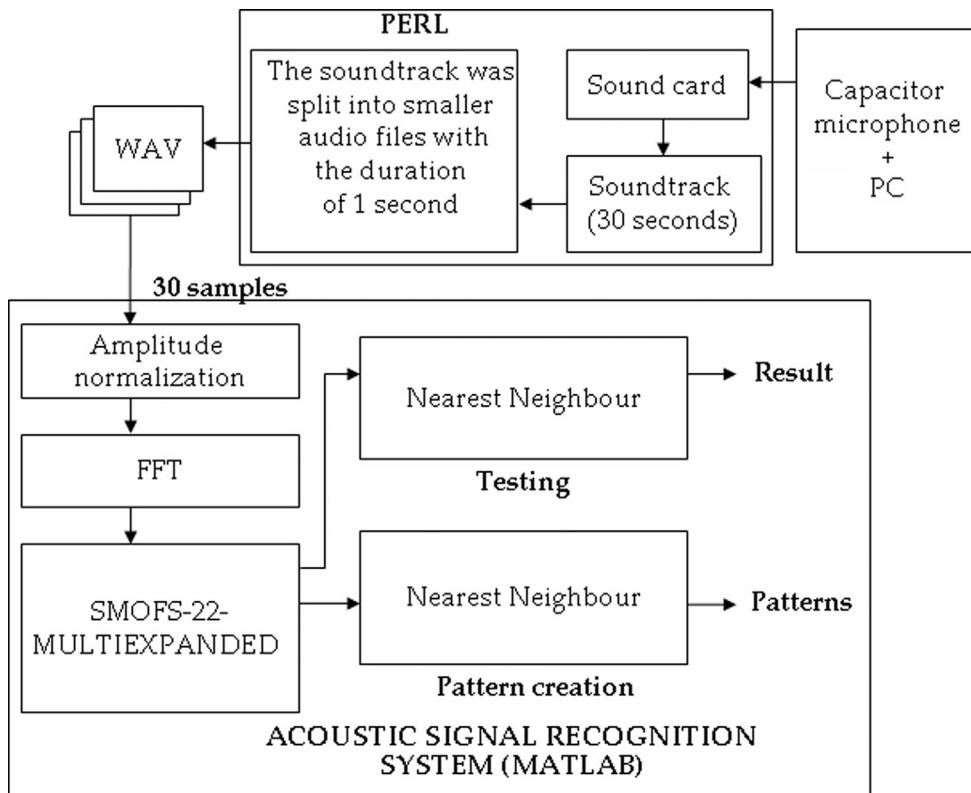 PERL
The soundtrack was
split into smaller
audio files with
the duration
of 1 second
Sound card
Soundtrack
(30 seconds)
Capacitor
microphone
+
PC
WAV
30 samples
Amplitude
normalization
FFT
SMOFS-22-
MULTIEXPANDED
Nearest Neighbour
Testing
Result
Nearest Neighbour
Pattern creation
Patterns
ACOUSTIC SIGNAL RECOGNITION
SYSTEM (MATLAB)